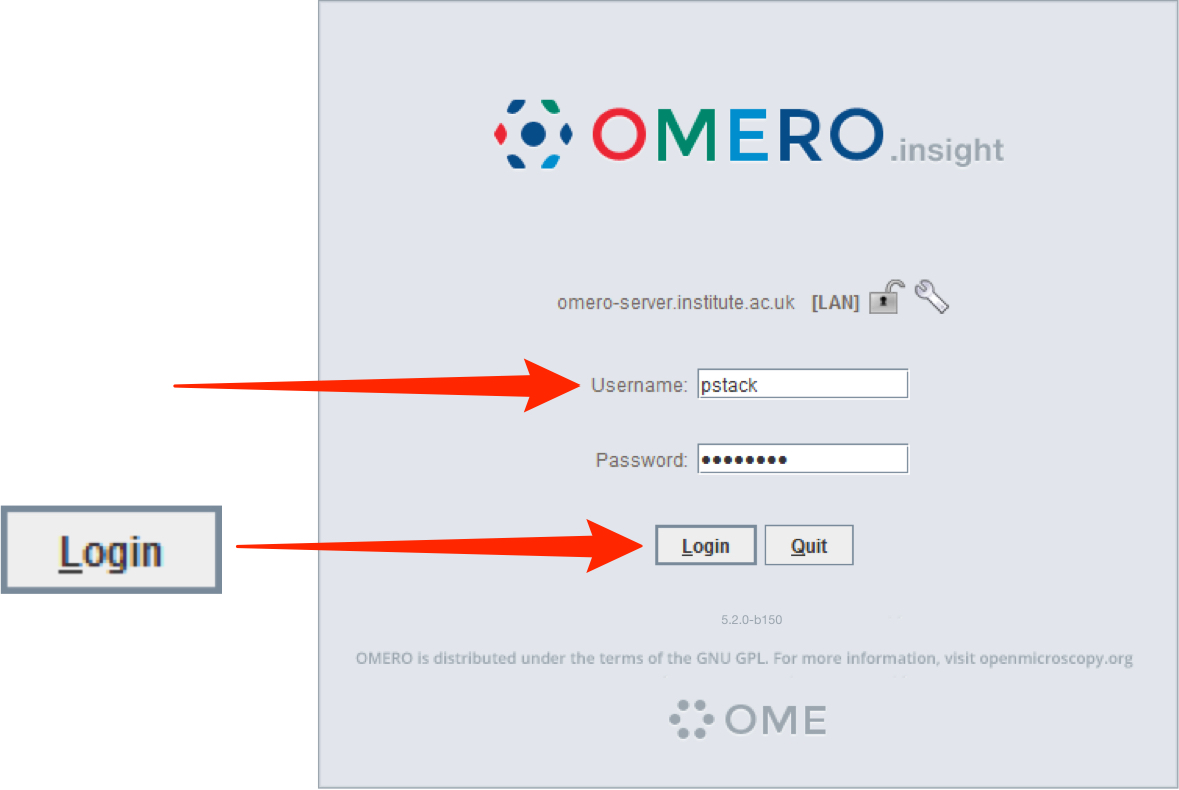 OMERO.insight
omero-server.institute.ac.uk [LAN]
Username: pstack
Password: ••••••••
Login
Login Quit
5.2.0-b150
OMERO is distributed under the terms of the GNU GPL. For more information, visit openmicroscopy.org
OME